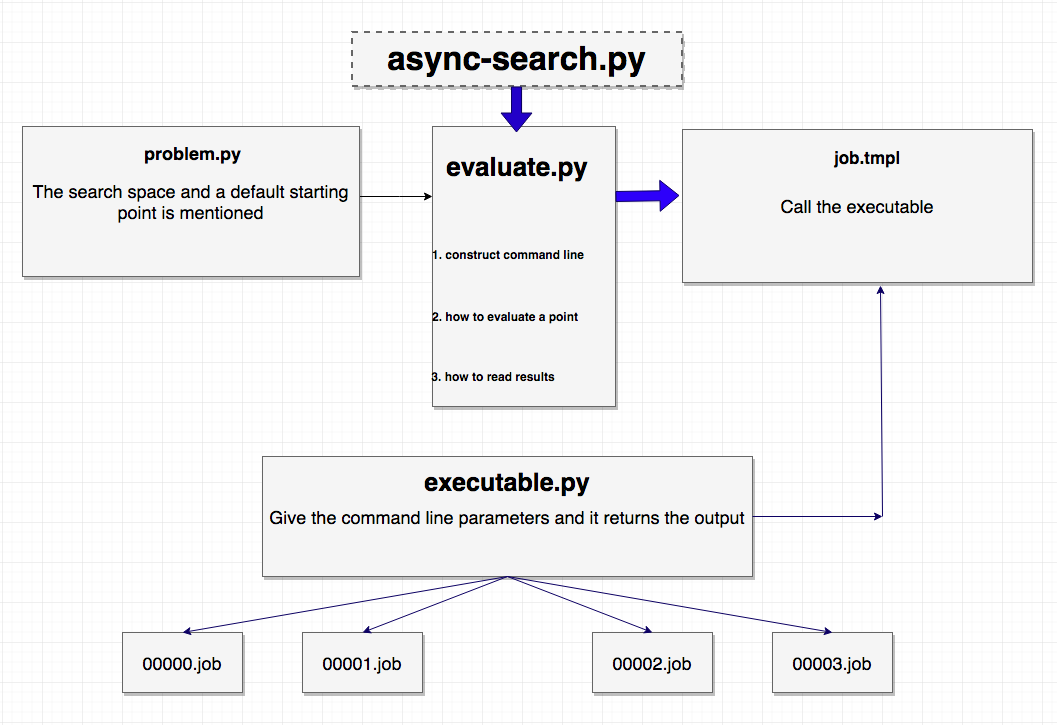 async-search.py
problem.py
The search space and a default starting
point is mentioned
evaluate.py
1. construct command line
2. how to evaluate a point
3. how to read results
job.tmpl
Call the executable
executable.py
Give the command line parameters and it returns the output
00000.job
00001.job
00002.job
00003.job